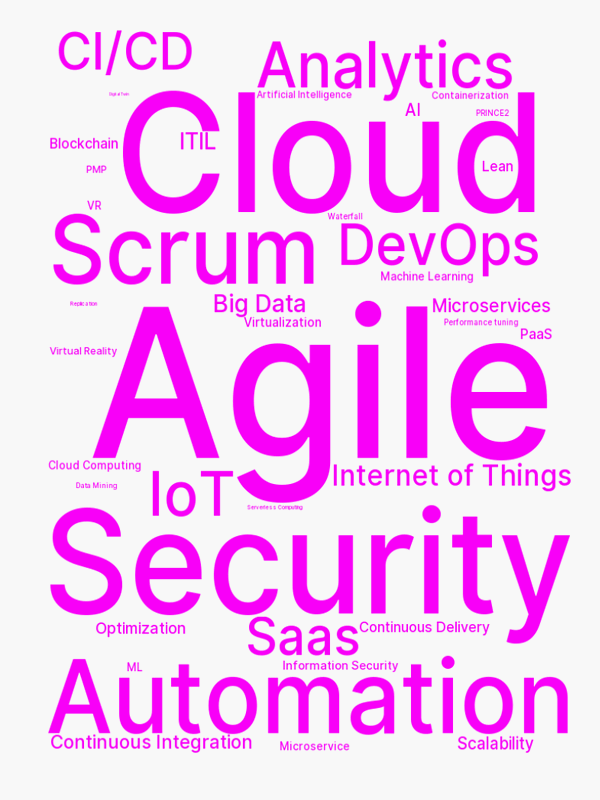 CI/CD
Analytics
Digital Twin
Artificial Intelligence
Containerization
Cloud
AI
PRINCE2
Blockchain
ITIL
PMP
Lean
VR
Waterfall
Scrum
DevOps
Machine Learning
Replication
Big Data
Microservices
Virtualization
Performance tuning
PaaS
Agile
Virtual Reality
Cloud Computing
Internet of Things
Data Mining
IoT
Serverless Computing
Security
Optimization
Saas
Continuous Delivery
ML
Information Security
Automation
Continuous Integration
Microservice
Scalability